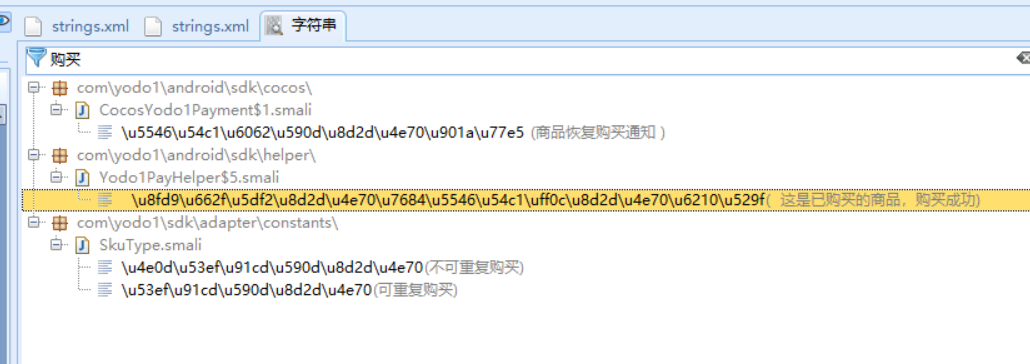 strings.xml strings.xml 字符串
购买
com\yodo1\android\sdk\cocos\
CocosYodo1Payment$1.smali
\u5546\u54c1\u6062\u590d\u8d2d\u4e70\u901a\u77e5 (商品恢复购买通知 )
com\yodo1\android\sdk\helper\
Yodo1PayHelper$5.smali
\u8fd9\u662f\u5df2\u8d2d\u4e70\u7684\u5546\u54c1\uff0c\u8d2d\u4e70\u6210\u529f( 这是已购买的商品，购买成功)
com\yodo1\sdk\adapter\constants\
SkuType.smali
\u4e0d\u53ef\u91cd\u590d\u8d2d\u4e70(不可重复购买)
\u53ef\u91cd\u590d\u8d2d\u4e70(可重复购买)